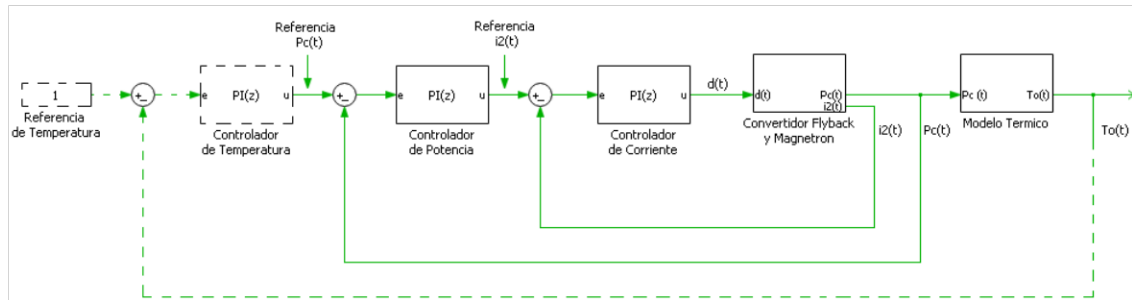 Referencia
Pc(t)
Referencia
i2(t)
1
Referencia
de Temperatura
+
-
e
PI(z)
u
Controlador
de Temperatura
+
-
e
PI(z)
u
Controlador
de Potencia
+
-
e
PI(z)
u
Controlador
de Corriente
d(t)
d(t)
Pc(t)
i2(t)
Convertidor Flyback
y Magnetron
i2(t)
Pc(t)
Pc (t)
To(t)
Modelo Termico
To(t)